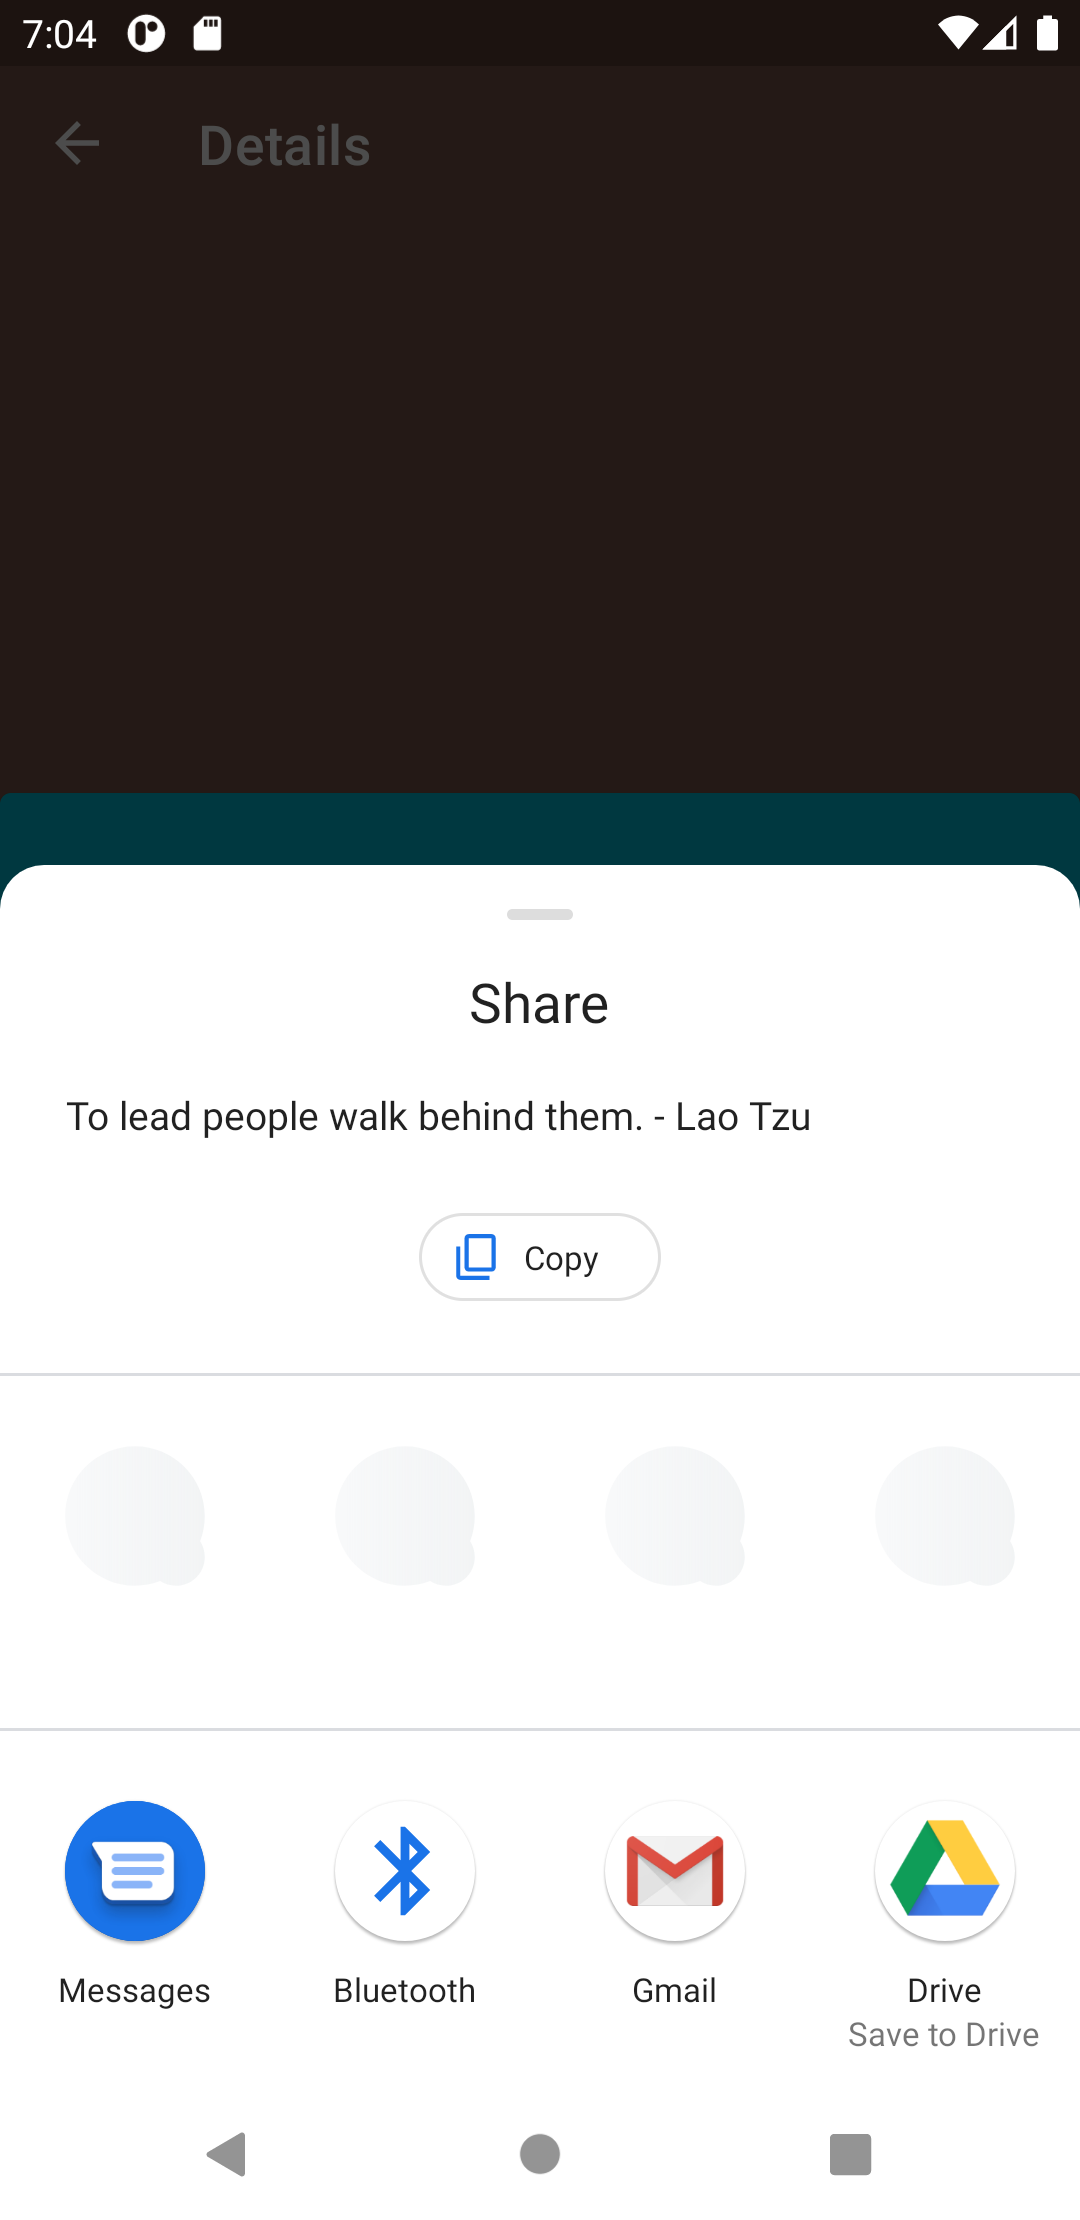 7:04
Details
Share
To lead people walk behind them. - Lao Tzu
Copy
Messages
Bluetooth
Gmail
Drive
Save to Drive